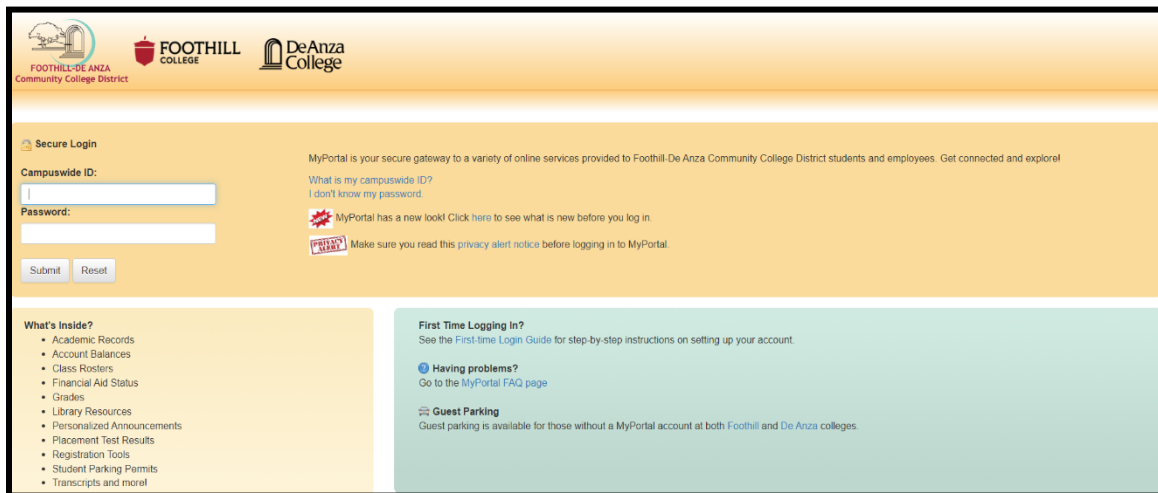 FOOTHILL-DE ANZA
Community College District
FOOTHILL
COLLEGE
DeAnza
College
Secure Login
Campuswide ID:
Password:
Submit Reset
MyPortal is your secure gateway to a variety of online services provided to Foothill-De Anza Community College District students and employees. Get connected and explore!
What is my campuswide ID?
I don't know my password.
NEW MyPortal has a new look! Click here to see what is new before you log in.
PRIVACY
ALERT
Make sure you read this privacy alert notice before logging in to MyPortal.
What's Inside?
• Academic Records
• Account Balances
• Class Rosters
• Financial Aid Status
• Grades
• Library Resources
• Personalized Announcements
• Placement Test Results
• Registration Tools
• Student Parking Permits
• Transcripts and more!
First Time Logging In?
See the First-time Login Guide for step-by-step instructions on setting up your account.
Having problems?
Go to the MyPortal FAQ page
Guest Parking
Guest parking is available for those without a MyPortal account at both Foothill and De Anza colleges.